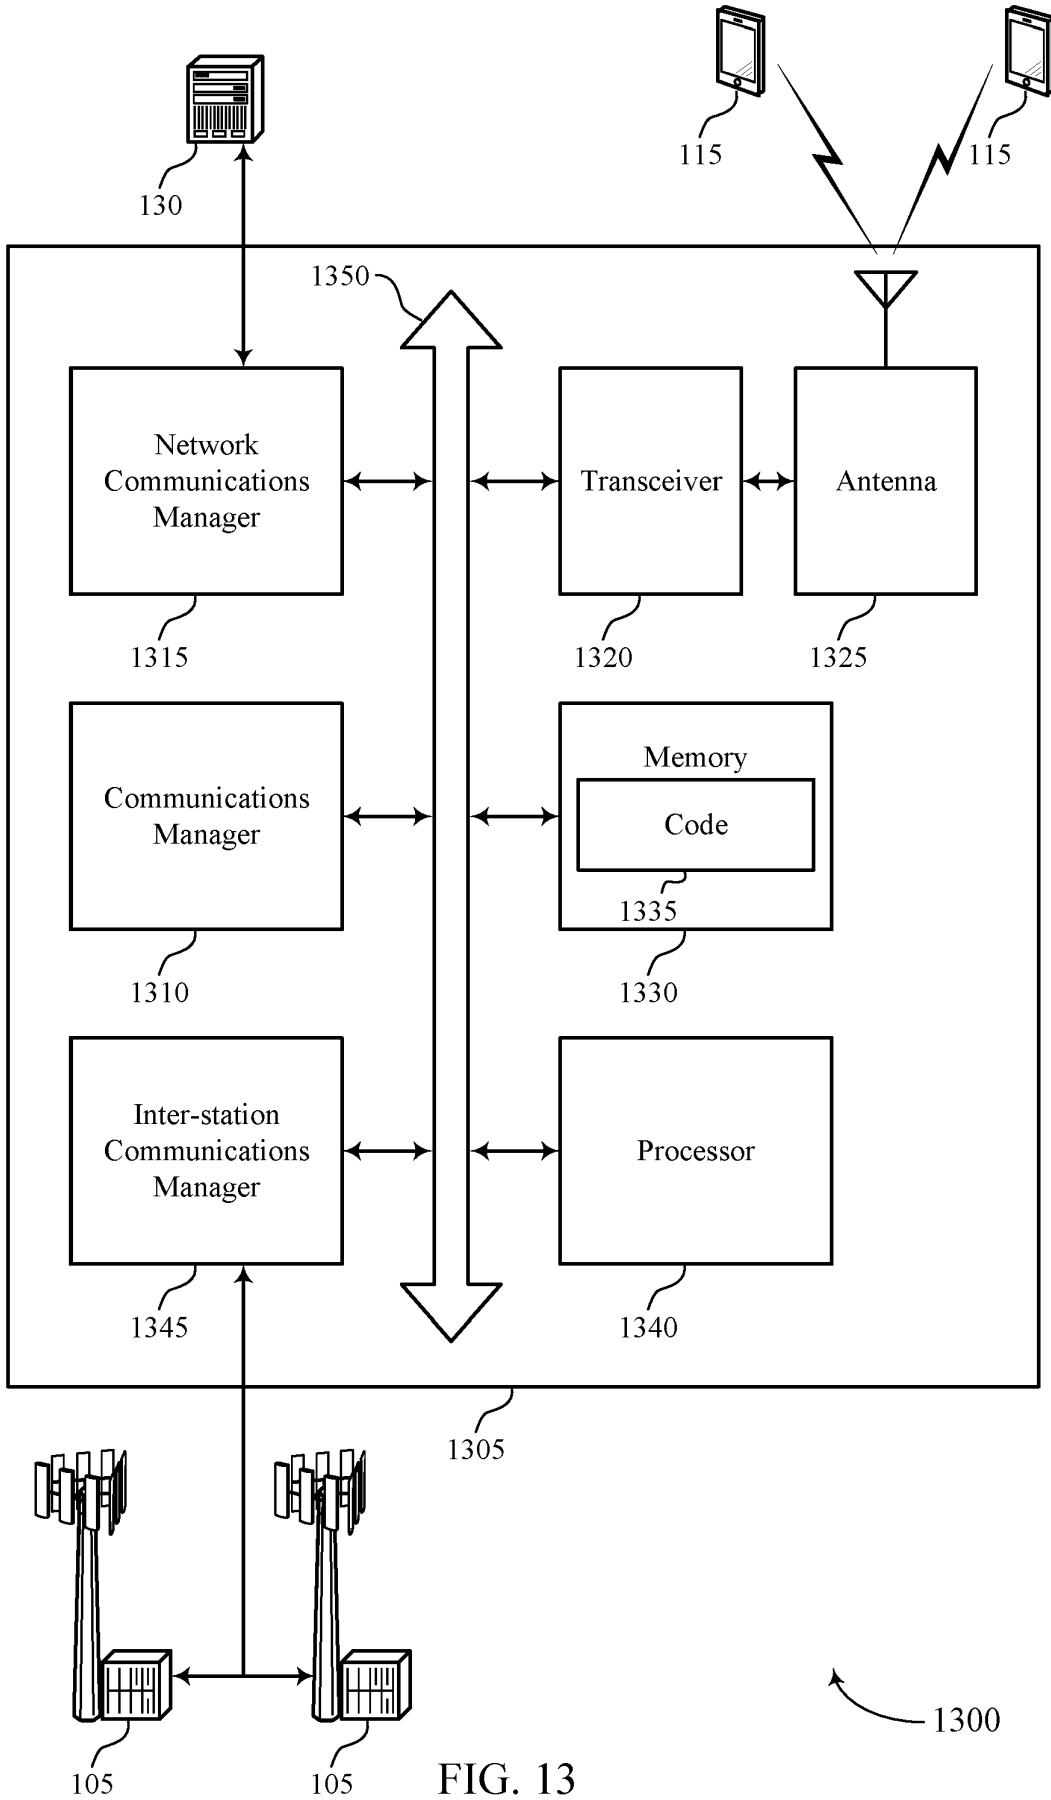 115
115
130
1350
Network
Communications
Manager
Transceiver
Antenna
1315
1320
1325
Communications
Manager
Memory
Code
1335
1310
1330
Inter-station
Communications
Manager
Processor
1345
1340
1305
1300
105
105
FIG. 13